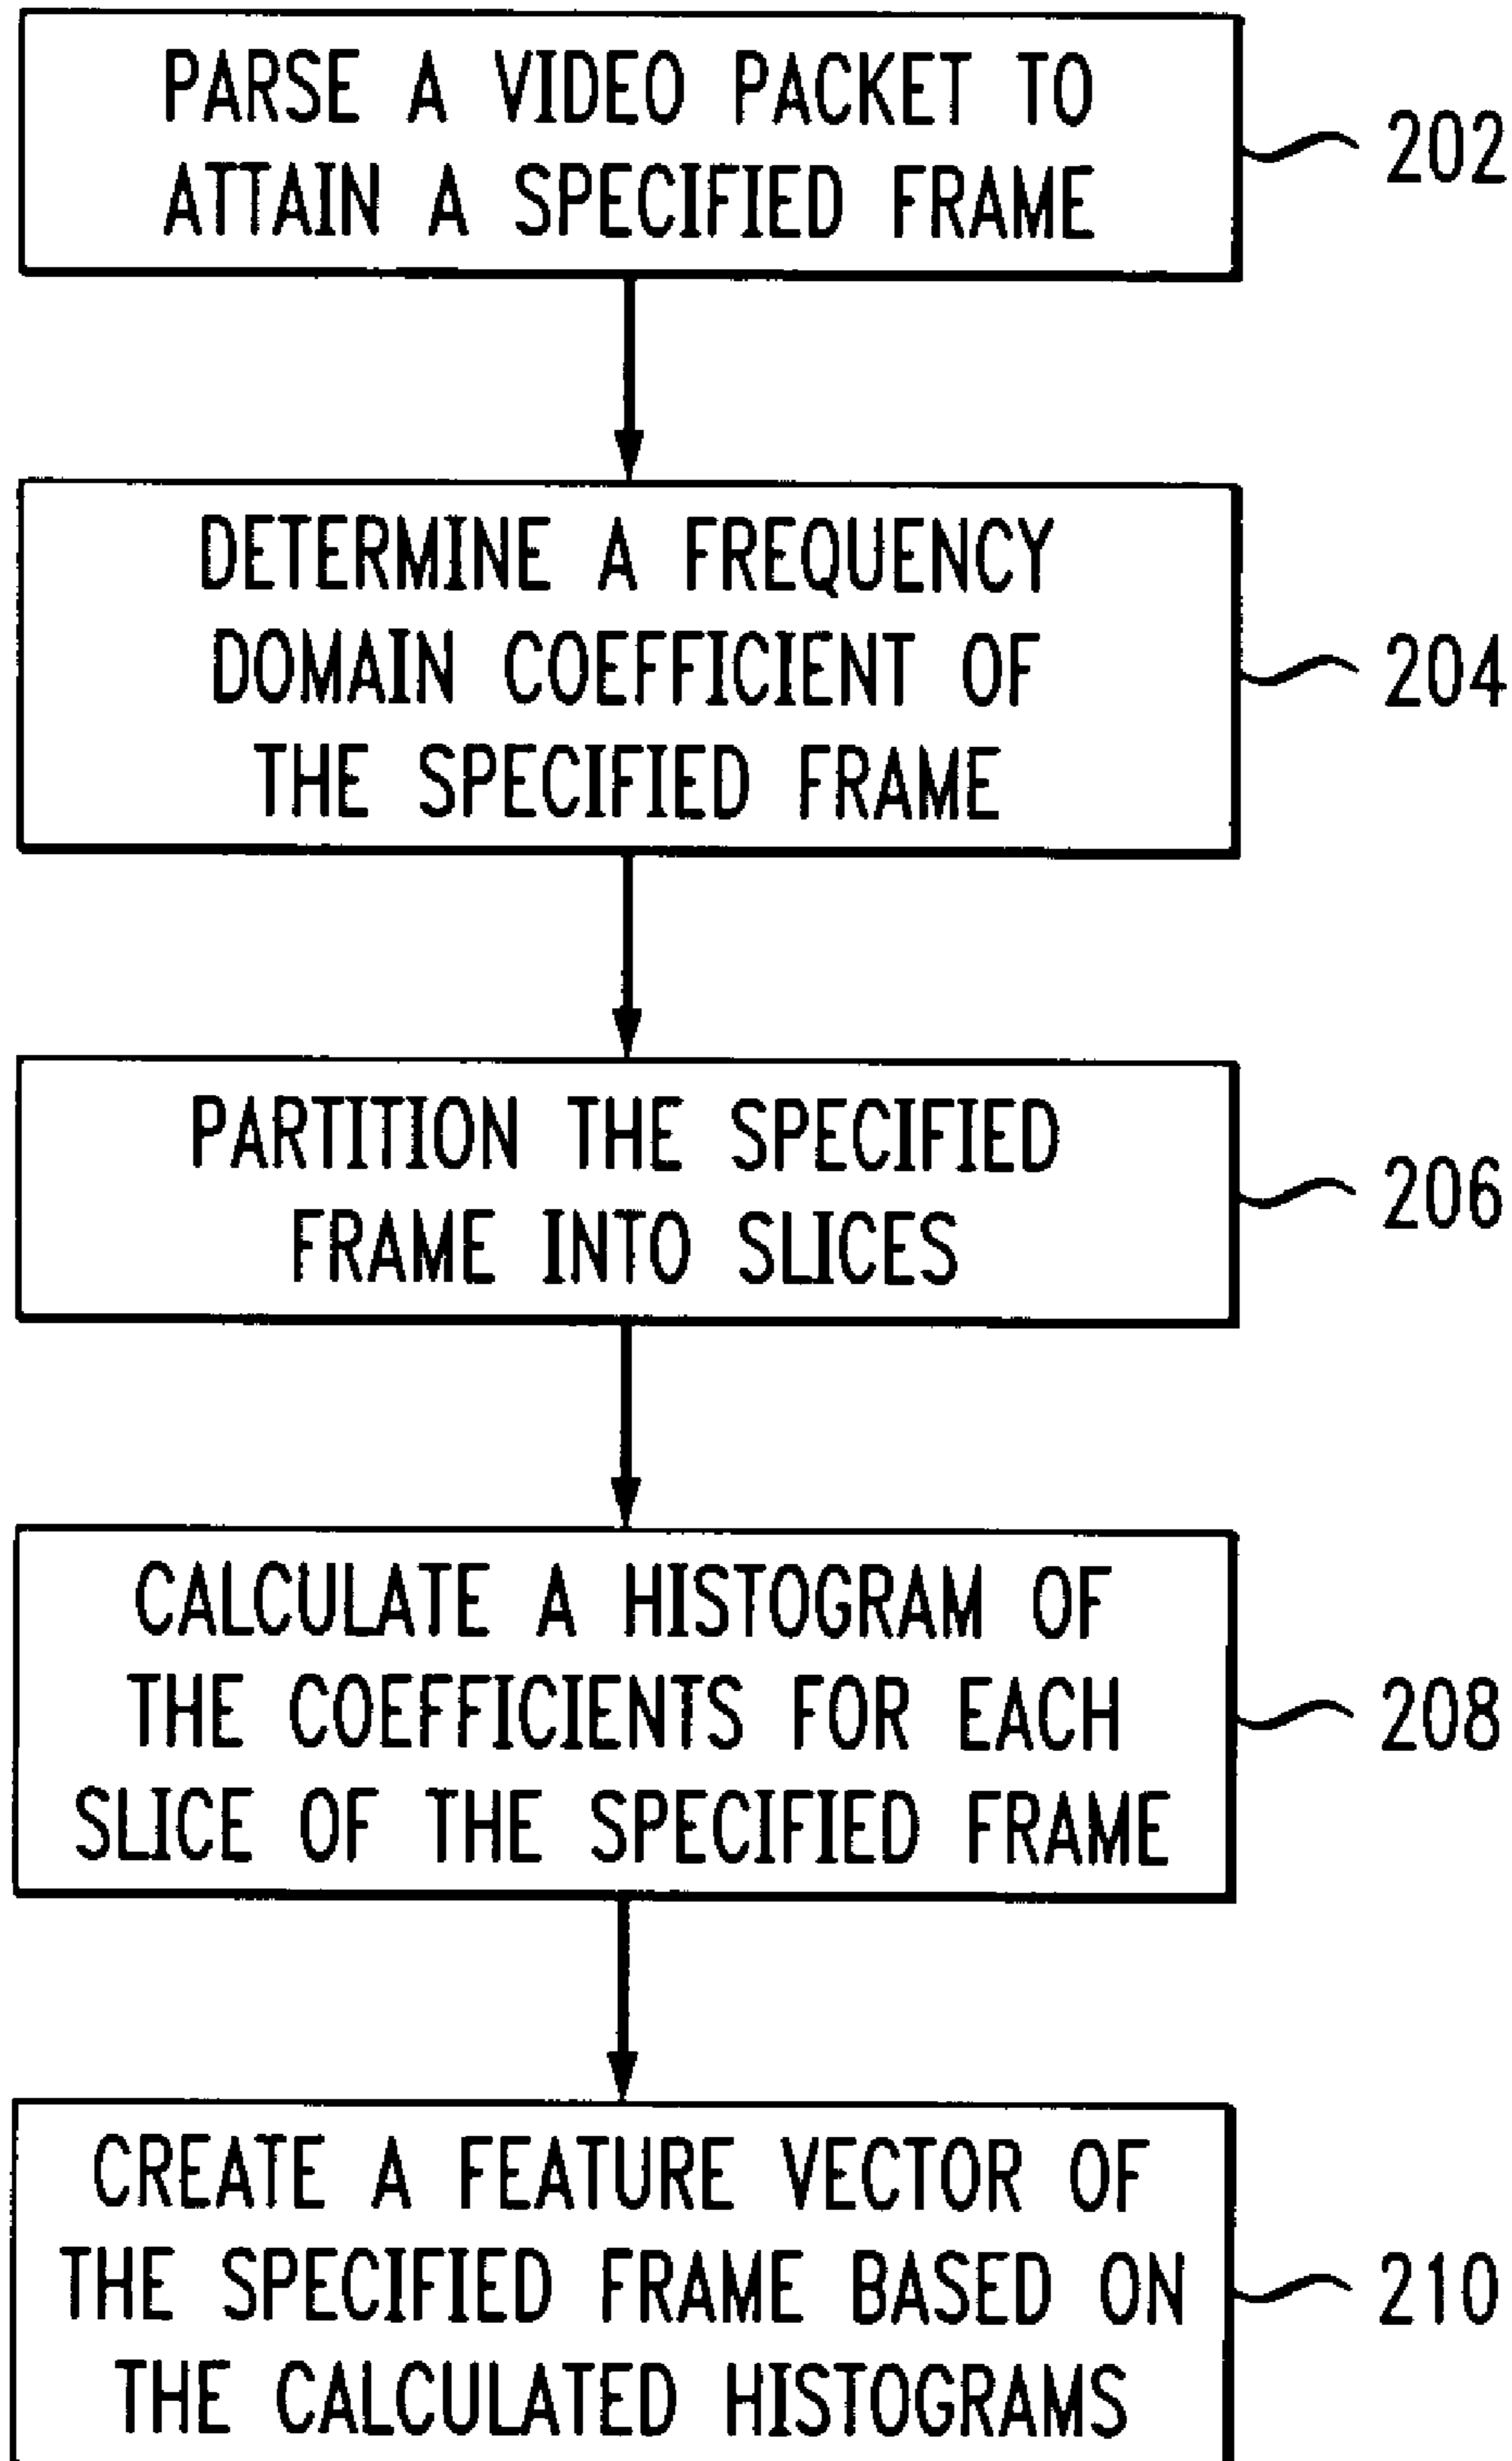 PARSE A VIDEO PACKET TO
ATTAIN A SPECIFIED FRAME
202
DETERMINE A FREQUENCY
DOMAIN COEFFICIENT OF
THE SPECIFIED FRAME
204
PARTITION THE SPECIFIED
FRAME INTO SLICES
206
CALCULATE A HISTOGRAM OF
THE COEFFICIENTS FOR EACH
SLICE OF THE SPECIFIED FRAME
208
CREATE A FEATURE VECTOR OF
THE SPECIFIED FRAME BASED ON
THE CALCULATED HISTOGRAMS
210